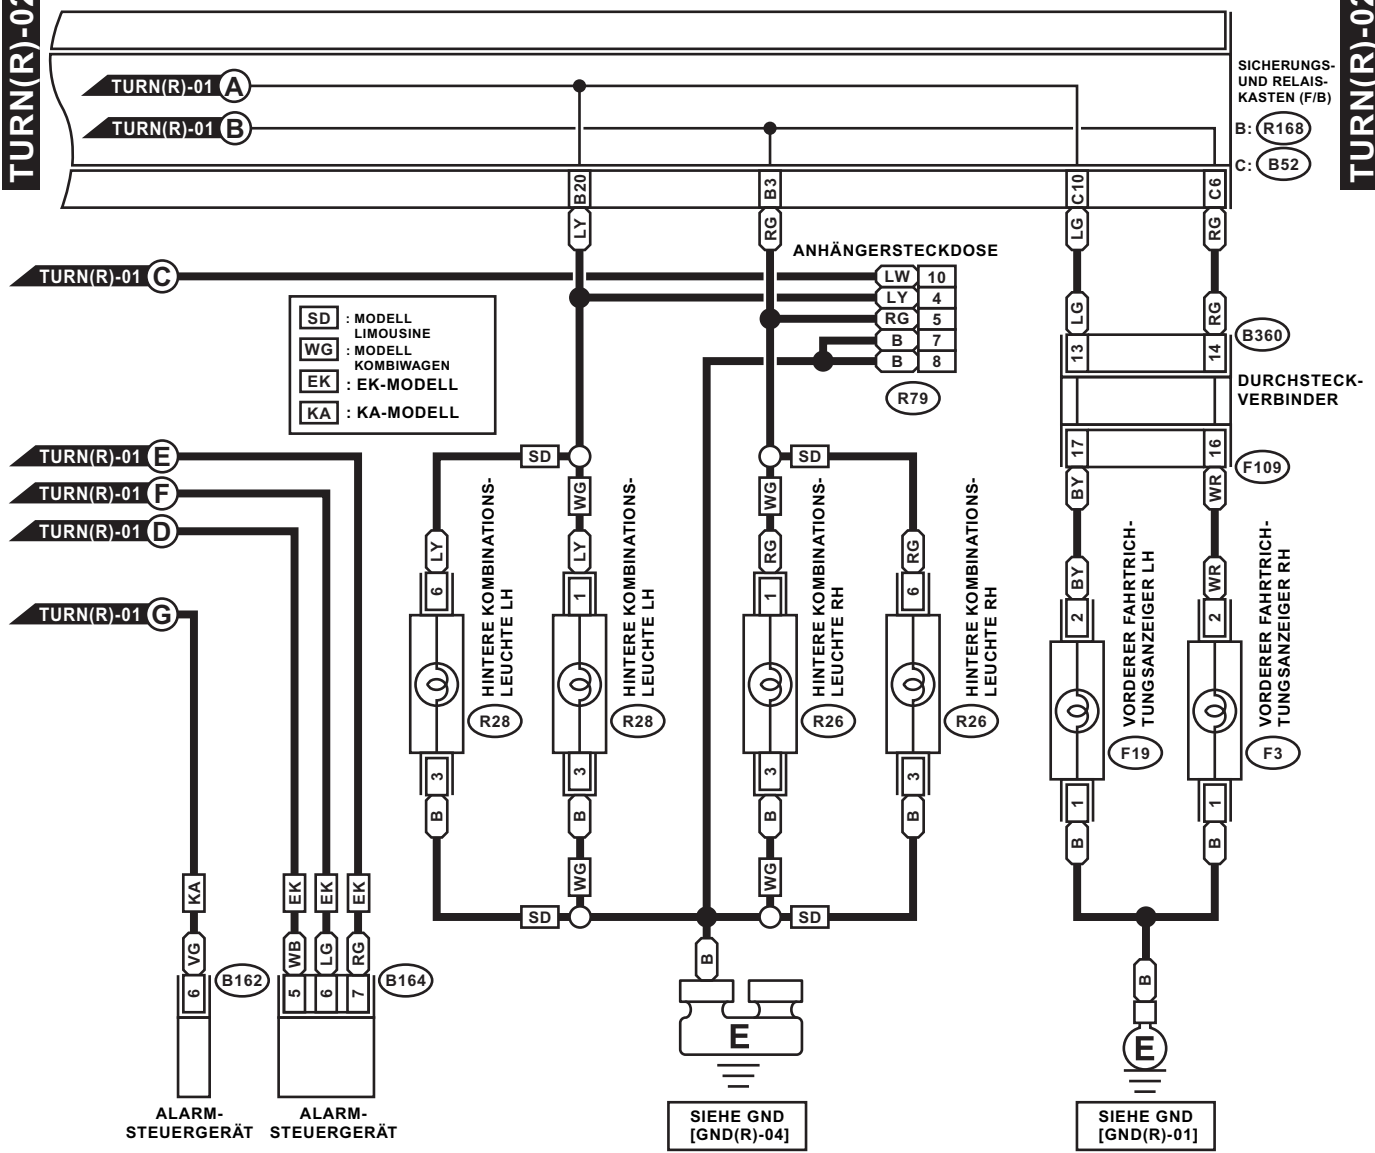 TURN(R)-02
TURN(R)-02
TURN(R)-01 A
TURN(R)-01 B
SICHERUNGS-
UND RELAIS-
KASTEN (F/B)
B: R168
C: B52
B20
B3
C10
C6
LY
RG
LG
RG
ANHÄNGERSTECKDOSE
TURN(R)-01 C
LW 10
LY 4
RG 5
B 7
B 8
R79
SD : MODELL
LIMOUSINE
WG : MODELL
KOMBIWAGEN
EK : EK-MODELL
KA : KA-MODELL
LG
RG
13
14
B360
DURCHSTECK-
VERBINDER
17
16
F109
BY
WR
TURN(R)-01 E
TURN(R)-01 F
TURN(R)-01 D
TURN(R)-01 G
SD
SD
WG
WG
LY
LY
RG
RG
BY
WR
6
1
1
6
2
2
HINTERE KOMBINATIONS-
LEUCHTE LH
R28
HINTERE KOMBINATIONS-
LEUCHTE LH
R28
HINTERE KOMBINATIONS-
LEUCHTE RH
R26
HINTERE KOMBINATIONS-
LEUCHTE RH
R26
VORDERER FAHRTRICH-
TUNGSANZEIGER LH
F19
VORDERER FAHRTRICH-
TUNGSANZEIGER RH
F3
3
3
3
3
1
1
B
B
B
B
B
B
WG
WG
SD
SD
KA
EK
EK
EK
VG
WB
LG
RG
6
B162
5
6
7
B164
B
B
E
E
ALARM-
STEUERGERÄT
ALARM-
STEUERGERÄT
SIEHE GND
[GND(R)-04]
SIEHE GND
[GND(R)-01]